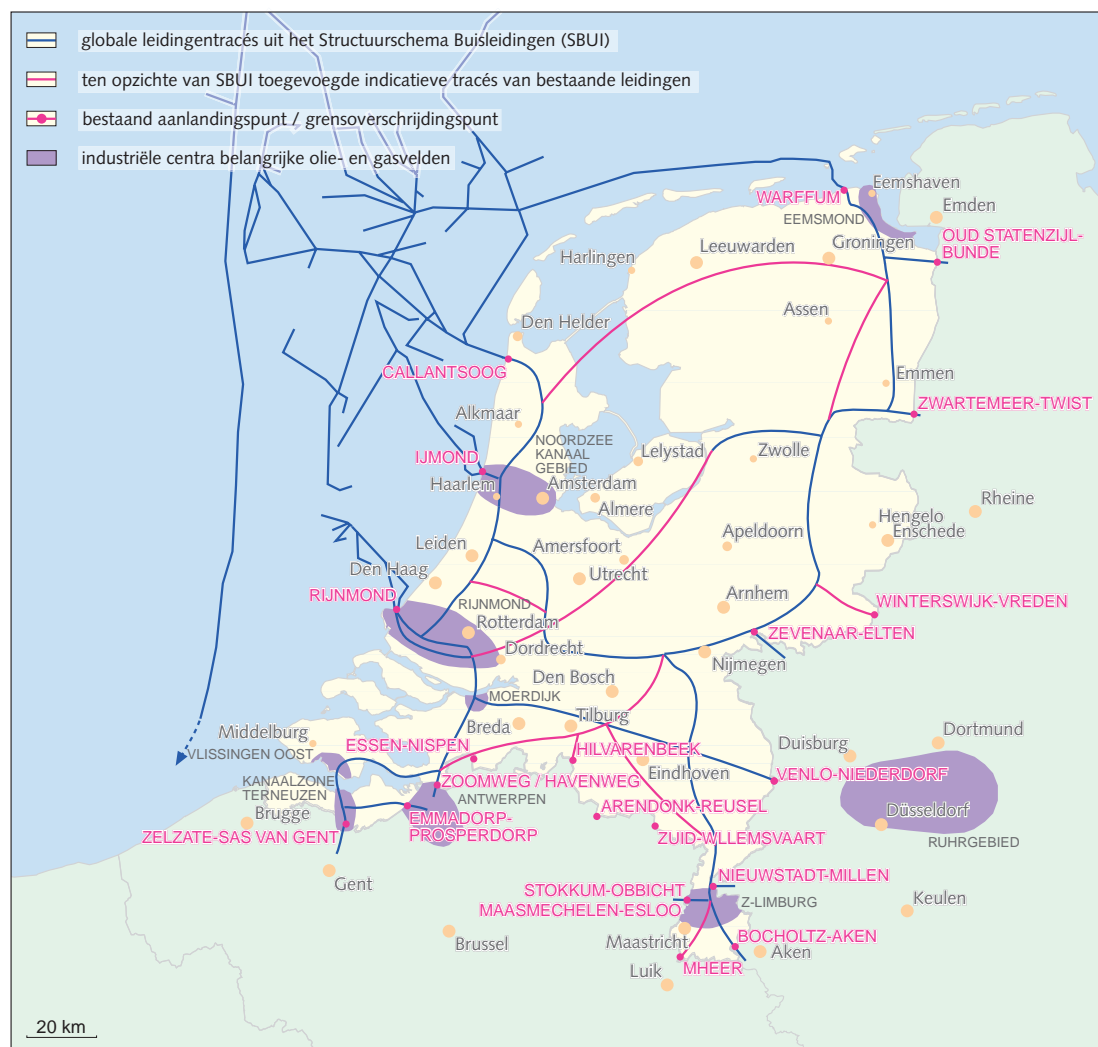 globale leidingentracés uit het Structuurschema Buisleidingen (SBUI)
ten opzichte van SBUI toegevoegde indicatieve tracés van bestaande leidingen
bestaand aanlandingspunt / grensoverschrijdingspunt
industriële centra belangrijke olie- en gasvelden
Eemshaven
WARFFUM
Emden
EEMSMOND
OUD STATENZIJL-
BUNDE
Groningen
Leeuwarden
Harlingen
Assen
Den Helder
CALLANTSOOG
Emmen
ZWARTEMEER-TWIST
Alkmaar
NOORDZEE
KANAAL
GEBIED
Lelystad
Zwolle
IJMOND
Haarlem
Amsterdam
Almere
Rheine
Hengelo
Enschede
Apeldoorn
Leiden
Amersfoort
Den Haag
Utrecht
RIJNMOND
Arnhem
WINTERSWIJK-VREDEN
RIJNMOND
Rotterdam
ZEVENAAR-ELTEN
Dordrecht
Nijmegen
Den Bosch
MOERDIJK
Breda
Tilburg
Middelburg
VLISSINGEN OOST
ESSEN-NISPEN
HILVARENBEEK
Duisburg
Dortmund
Eindhoven
VENLO-NIEDERDORF
KANAALZONE
TERNEUZEN
ZOOMWEG / HAVENWEG
ANTWERPEN
ARENDONK-REUSEL
Brugge
EMMADORP-
PROSPERDORP
Düsseldorf
ZELZATE-SAS VAN GENT
ZUID-WLLEMSVAART
RUHRGEBIED
Gent
NIEUWSTADT-MILLEN
STOKKUM-OBBICHT
Z-LIMBURG
MAASMECHELEN-ESLOO
Keulen
Brussel
Maastricht
BOCHOLTZ-AKEN
Aken
Luik
MHEER
20 km